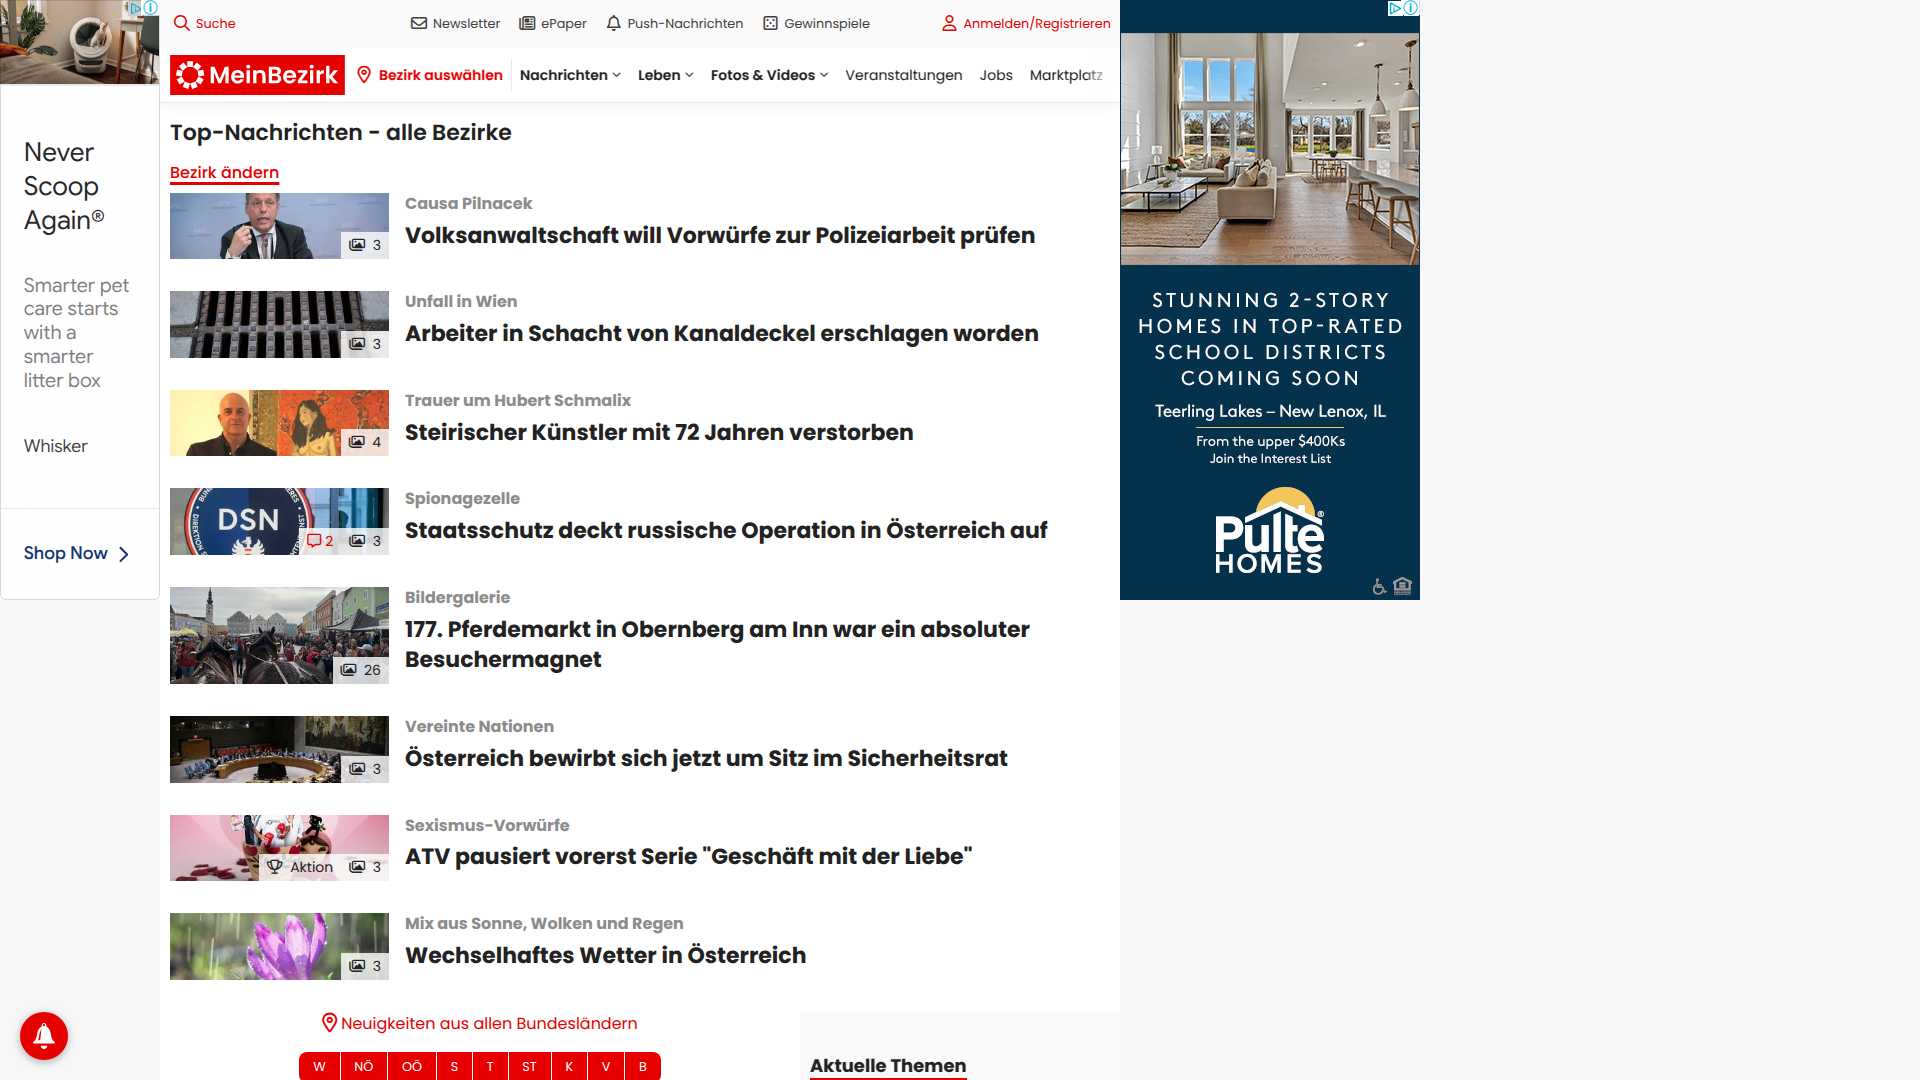 Suche
Newsletter
ePaper
Push-Nachrichten
Gewinnspiele
Anmelden/Registrieren
MeinBezirk
Bezirk auswählen
Nachrichten
Leben
Fotos & Videos
Veranstaltungen
Jobs
Marktplatz
Top-Nachrichten - alle Bezirke
Bezirk ändern
Causa Pilnacek
Volksanwaltschaft will Vorwürfe zur Polizeiarbeit prüfen
3
Unfall in Wien
Arbeiter in Schacht von Kanaldeckel erschlagen worden
3
Trauer um Hubert Schmalix
Steirischer Künstler mit 72 Jahren verstorben
4
Spionagezelle
Staatsschutz deckt russische Operation in Österreich auf
DSN
2
3
Bildergalerie
177. Pferdemarkt in Obernberg am Inn war ein absoluter
Besuchermagnet
26
Vereinte Nationen
Österreich bewirbt sich jetzt um Sitz im Sicherheitsrat
3
Sexismus-Vorwürfe
ATV pausiert vorerst Serie "Geschäft mit der Liebe"
Aktion
3
Mix aus Sonne, Wolken und Regen
Wechselhaftes Wetter in Österreich
3
Neuigkeiten aus allen Bundesländern
W
NÖ
OÖ
S
T
ST
K
V
B
Aktuelle Themen
Never
Scoop
Again®
Smarter pet
care starts
with a
smarter
litter box
Whisker
Shop Now
STUNNING 2-STORY
HOMES IN TOP-RATED
SCHOOL DISTRICTS
COMING SOON
Teerling Lakes – New Lenox, IL
From the upper $400Ks
Join the Interest List
Pulte®
HOMES